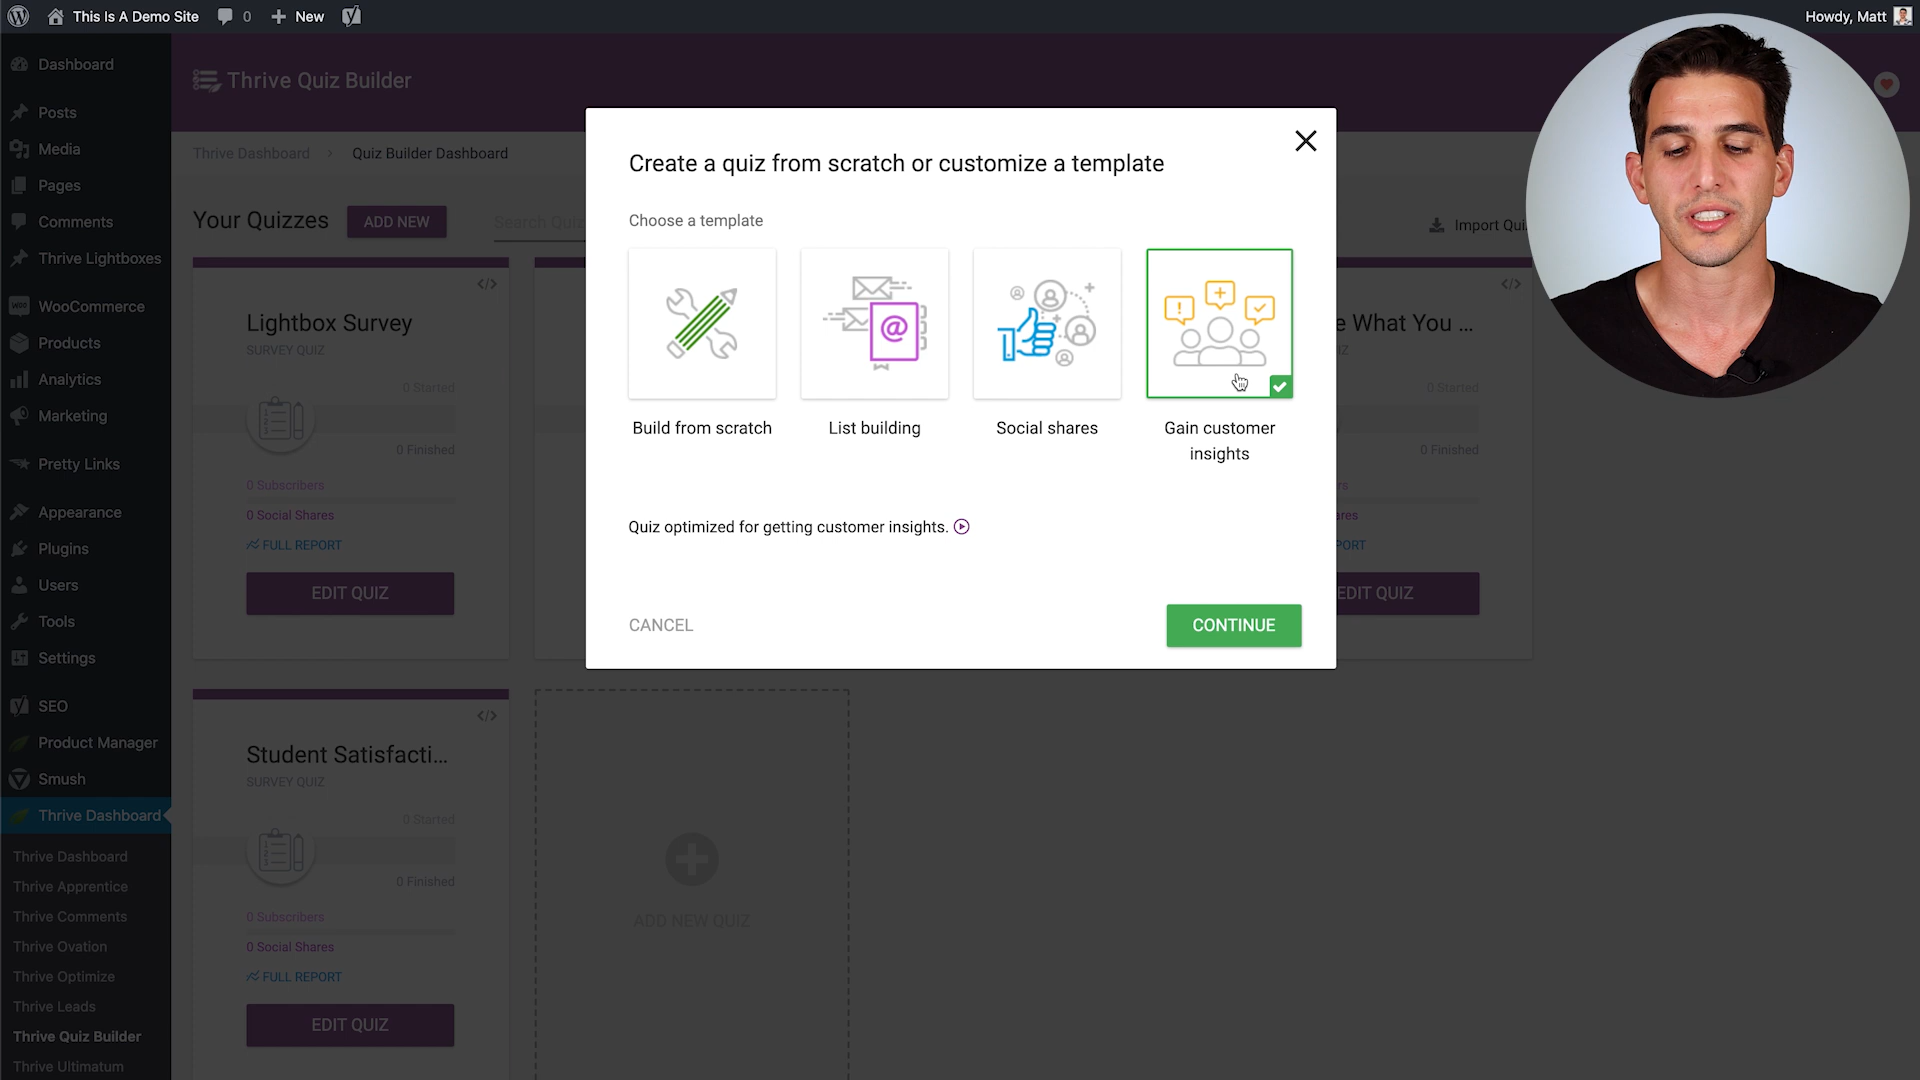 This Is A Demo Site
0
New
Howdy, Matt
Dashboard
Posts
Media
Pages
Comments
Thrive Lightboxes
WooCommerce
Products
Analytics
Marketing
Pretty Links
Appearance
Plugins
Users
Tools
Settings
SEO
Product Manager
Smush
Thrive Dashboard
Thrive Dashboard
Thrive Apprentice
Thrive Comments
Thrive Ovation
Thrive Optimize
Thrive Leads
Thrive Quiz Builder
Thrive Ultimatum
Thrive Quiz Builder
Thrive Dashboard > Quiz Builder Dashboard
Your Quizzes
ADD NEW
Search Qui
Import Qui
Lightbox Survey
SURVEY QUIZ
0 Started
0 Finished
0 Subscribers
0 Social Shares
FULL REPORT
EDIT QUIZ
Create a quiz from scratch or customize a template
Choose a template
Build from scratch
@
List building
Social shares
Gain customer
insights
Quiz optimized for getting customer insights.
CANCEL
CONTINUE
e What You ...
IZ
0 Started
0 Finished
rs
ares
PORT
EDIT QUIZ
Student Satisfacti...
SURVEY QUIZ
0 Started
0 Finished
0 Subscribers
0 Social Shares
FULL REPORT
EDIT QUIZ
ADD NEW QUIZ